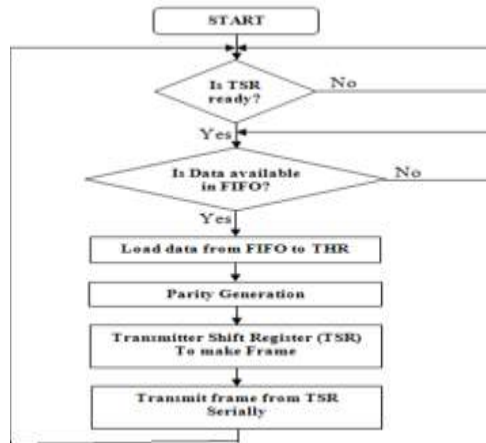 START
Is TSR
ready?
No
Yes
Is Data available
in FIFO?
No
Yes
Load data from FIFO to THR
Parity Generation
Transmitter Shift Register (TSR)
To make Frame
Transmit frame from TSR
Serially